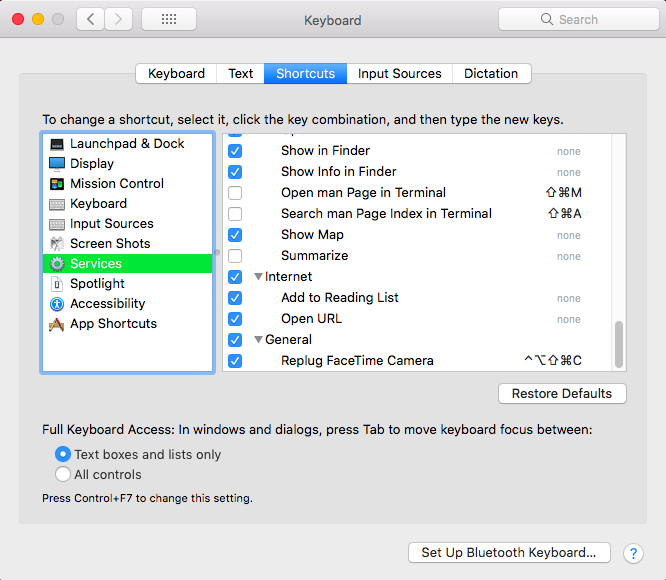 Keyboard
Search
Keyboard Text Shortcuts Input Sources Dictation
To change a shortcut, select it, click the key combination, and then type the new keys.
Launchpad & Dock
Display
Mission Control
Keyboard
Input Sources
Screen Shots
Services
Spotlight
Accessibility
App Shortcuts
Show in Finder none
Show Info in Finder none
Open man Page in Terminal ⇧⌘M
Search man Page Index in Terminal ⇧⌘A
Show Map none
Summarize none
Internet
Add to Reading List none
Open URL none
General
Replug FaceTime Camera ^⌥⇧⌘C
Restore Defaults
Full Keyboard Access: In windows and dialogs, press Tab to move keyboard focus between:
Text boxes and lists only
All controls
Press Control+F7 to change this setting.
Set Up Bluetooth Keyboard...
?